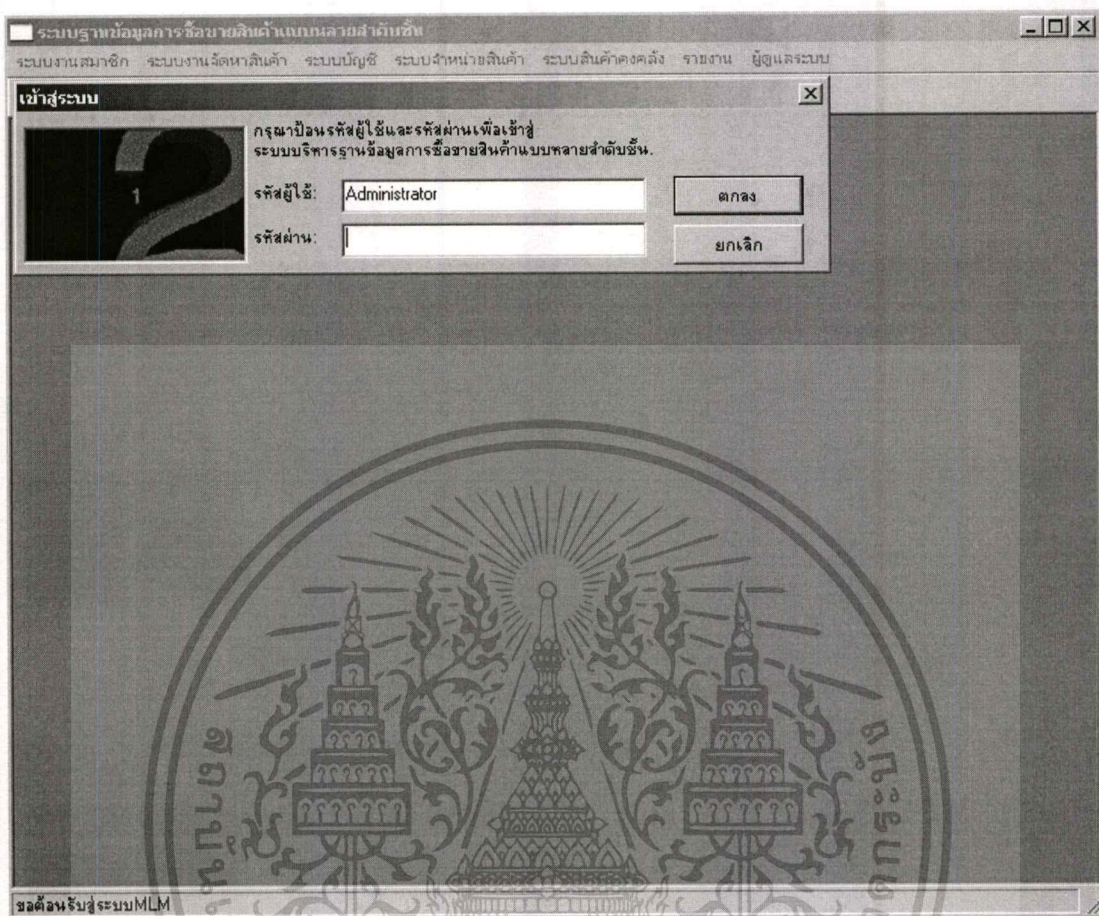 ระบบฐานข้อมูลการซื้อขายสินค้าแบบหลายลำดับชั้น
ระบบงานสมาชิก ระบบงานจัดหาสินค้า ระบบบัญชี ระบบจำหน่ายสินค้า ระบบสินค้าคงคลัง รายงาน ผู้ดูแลระบบ
เข้าสู่ระบบ
1
2
กรุณาป้อนรหัสผู้ใช้และรหัสผ่านเพื่อเข้าสู่
ระบบบริหารฐานข้อมูลการซื้อขายสินค้าแบบหลายลำดับชั้น.
รหัสผู้ใช้: Administrator
ตกลง
รหัสผ่าน:
ยกเลิก
สถาบัน
ขอต้อนรับสู่ระบบMLM